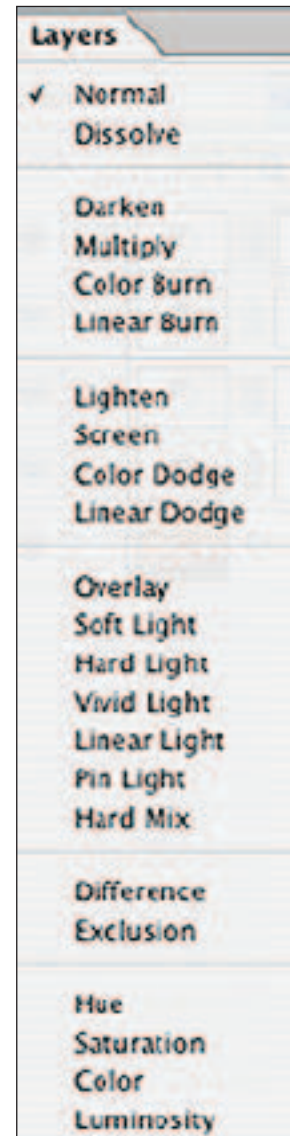 Layers
✓ Normal
Dissolve
Darken
Multiply
Color Burn
Linear Burn
Lighten
Screen
Color Dodge
Linear Dodge
Overlay
Soft Light
Hard Light
Vivid Light
Linear Light
Pin Light
Hard Mix
Difference
Exclusion
Hue
Saturation
Color
Luminosity